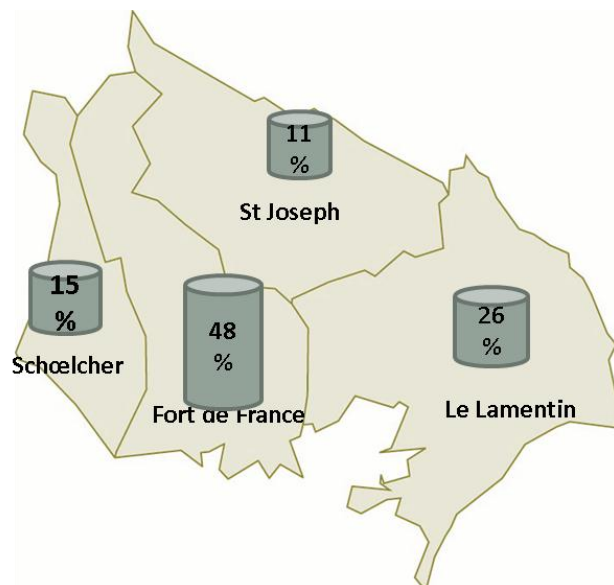 11
%
St Joseph
15
%
Schœlcher
48
%
Fort de France
26
%
Le Lamentin